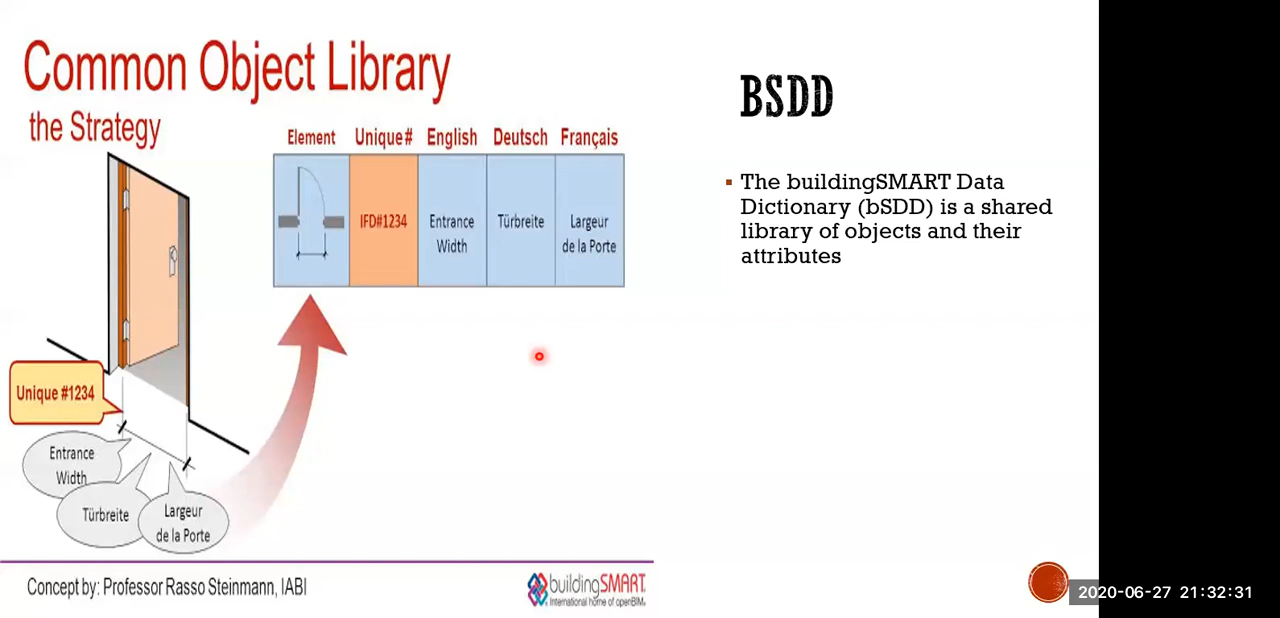 Common Object Library
the Strategy
Element
Unique #
English
Deutsch
Français
IFD#1234
Entrance
Width
Türbreite
Largeur
de la Porte
Unique #1234
Entrance
Width
Türbreite
Largeur
de la Porte
Concept by: Professor Rasso Steinmann, IABI
buildingSMART.
International home of openBIM
BSDD
The buildingSMART Data
Dictionary (bSDD) is a shared
library of objects and their
attributes
2020-06-27 21:32:31